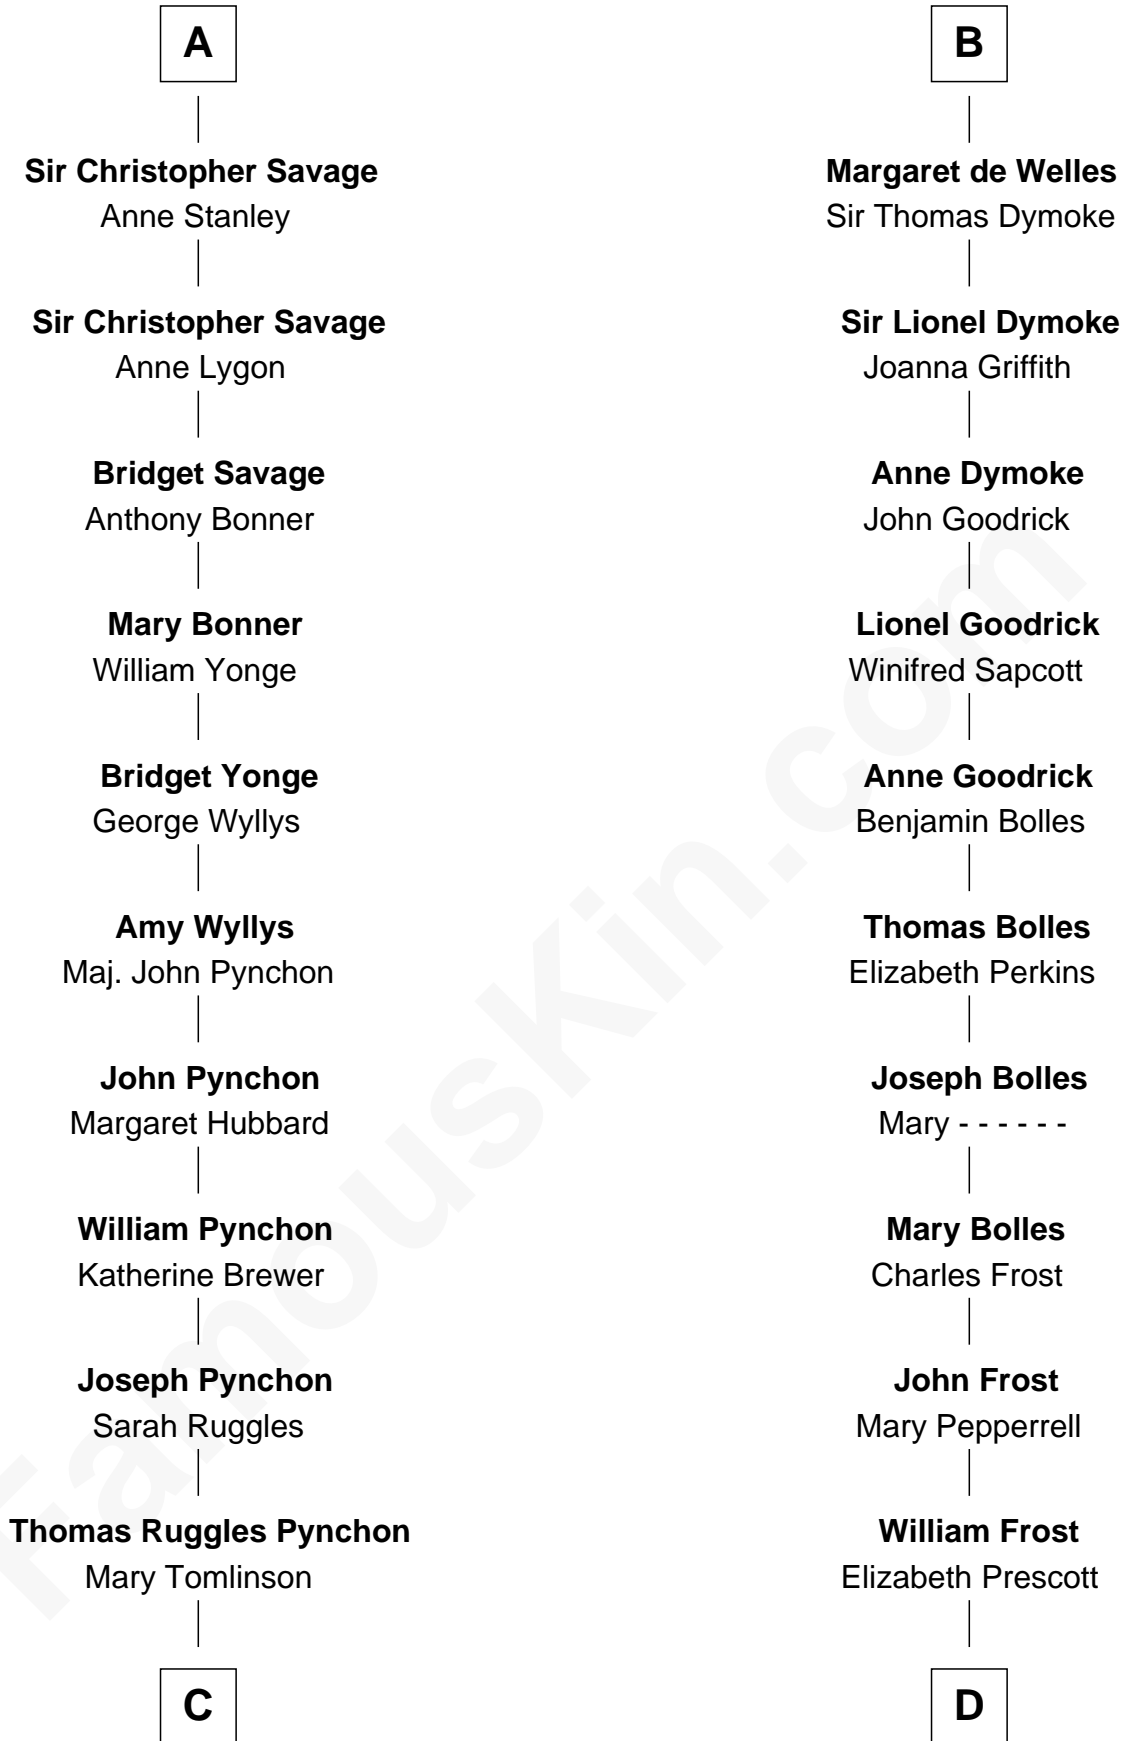 A
Sir Christopher Savage
Anne Stanley
Sir Christopher Savage
Anne Lygon
Bridget Savage
Anthony Bonner
Mary Bonner
William Yonge
Bridget Yonge
George Wyllys
Amy Wyllys
Maj. John Pynchon
John Pynchon
Margaret Hubbard
William Pynchon
Katherine Brewer
Joseph Pynchon
Sarah Ruggles
Thomas Ruggles Pynchon
Mary Tomlinson
C
B
Margaret de Welles
Sir Thomas Dymoke
Sir Lionel Dymoke
Joanna Griffith
Anne Dymoke
John Goodrick
Lionel Goodrick
Winifred Sapcott
Anne Goodrick
Benjamin Bolles
Thomas Bolles
Elizabeth Perkins
Joseph Bolles
Mary - - - - - -
Mary Bolles
Charles Frost
John Frost
Mary Pepperrell
William Frost
Elizabeth Prescott
D
FamousKin.com